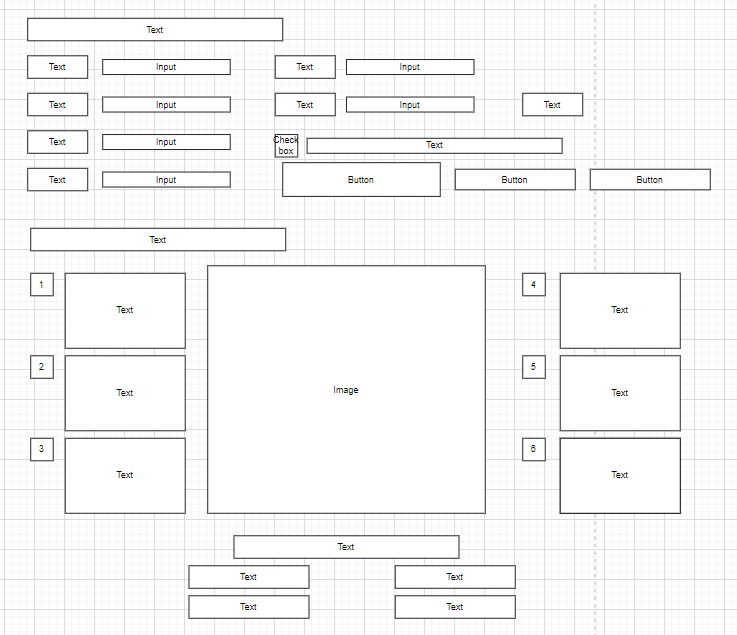 Text
Text Input Text Input
Text Input Text Input Text
Text Input Check box Text
Text Input Button Button Button
Text
1 Text 4 Text
2 Text Image 5 Text
3 Text 6 Text
Text
Text Text
Text Text